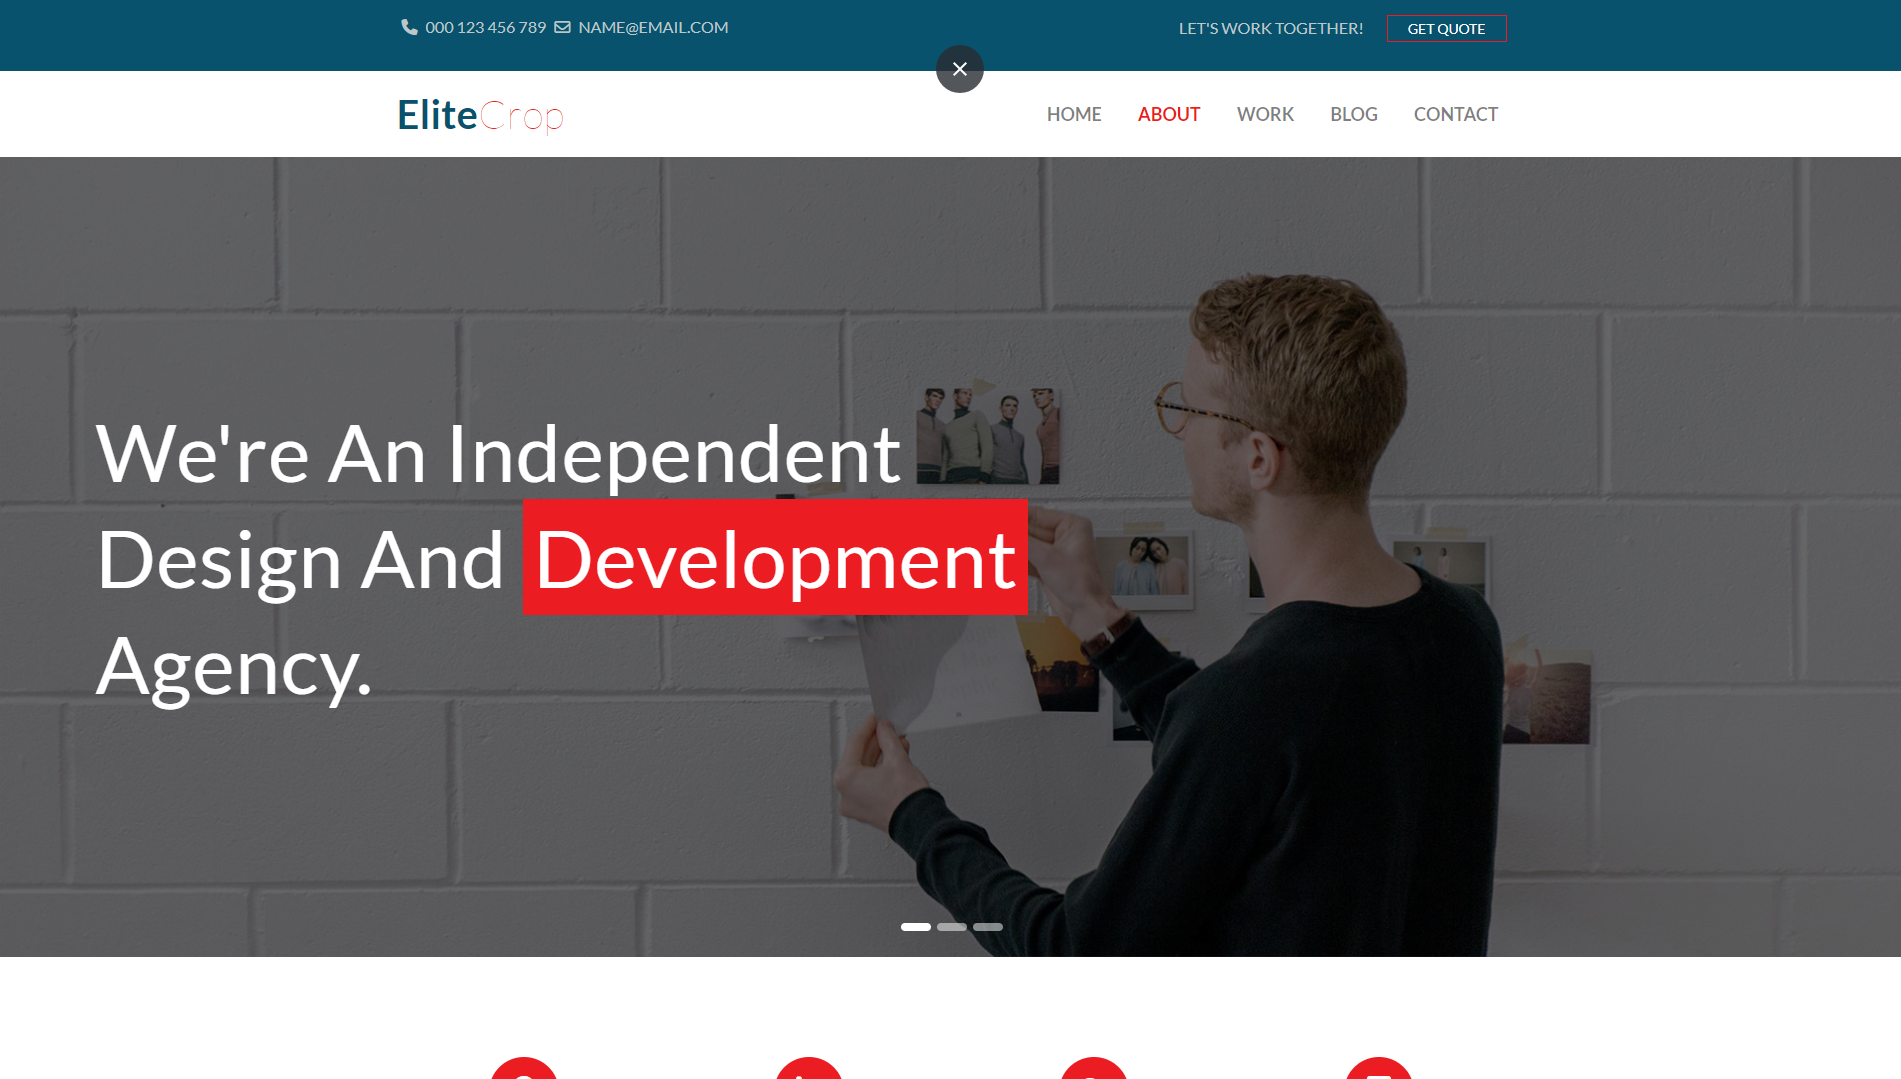 000 123 456 789 NAME@EMAIL.COM
LET'S WORK TOGETHER! GET QUOTE
EliteCrop
HOME ABOUT WORK BLOG CONTACT
We're An Independent
Design And Development
Agency.